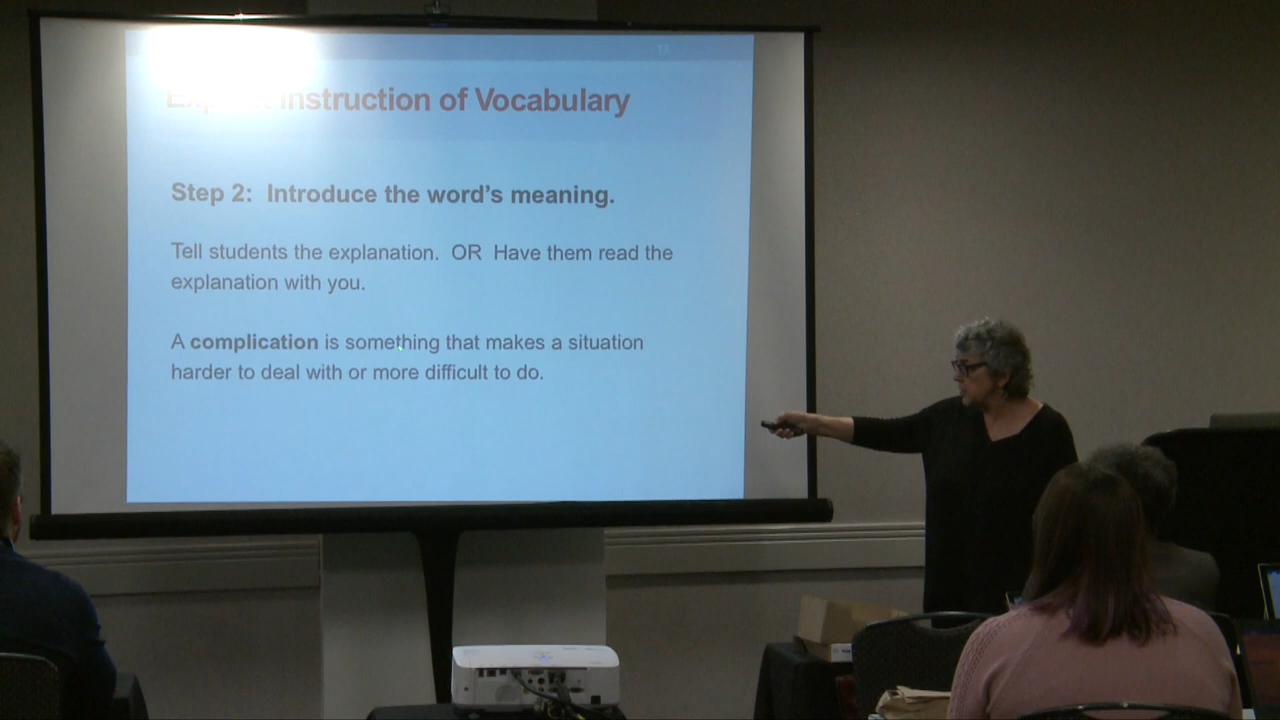 13
Explicit Instruction of Vocabulary
Step 2: Introduce the word's meaning.
Tell students the explanation. OR Have them read the
explanation with you.
A complication is something that makes a situation
harder to deal with or more difficult to do.